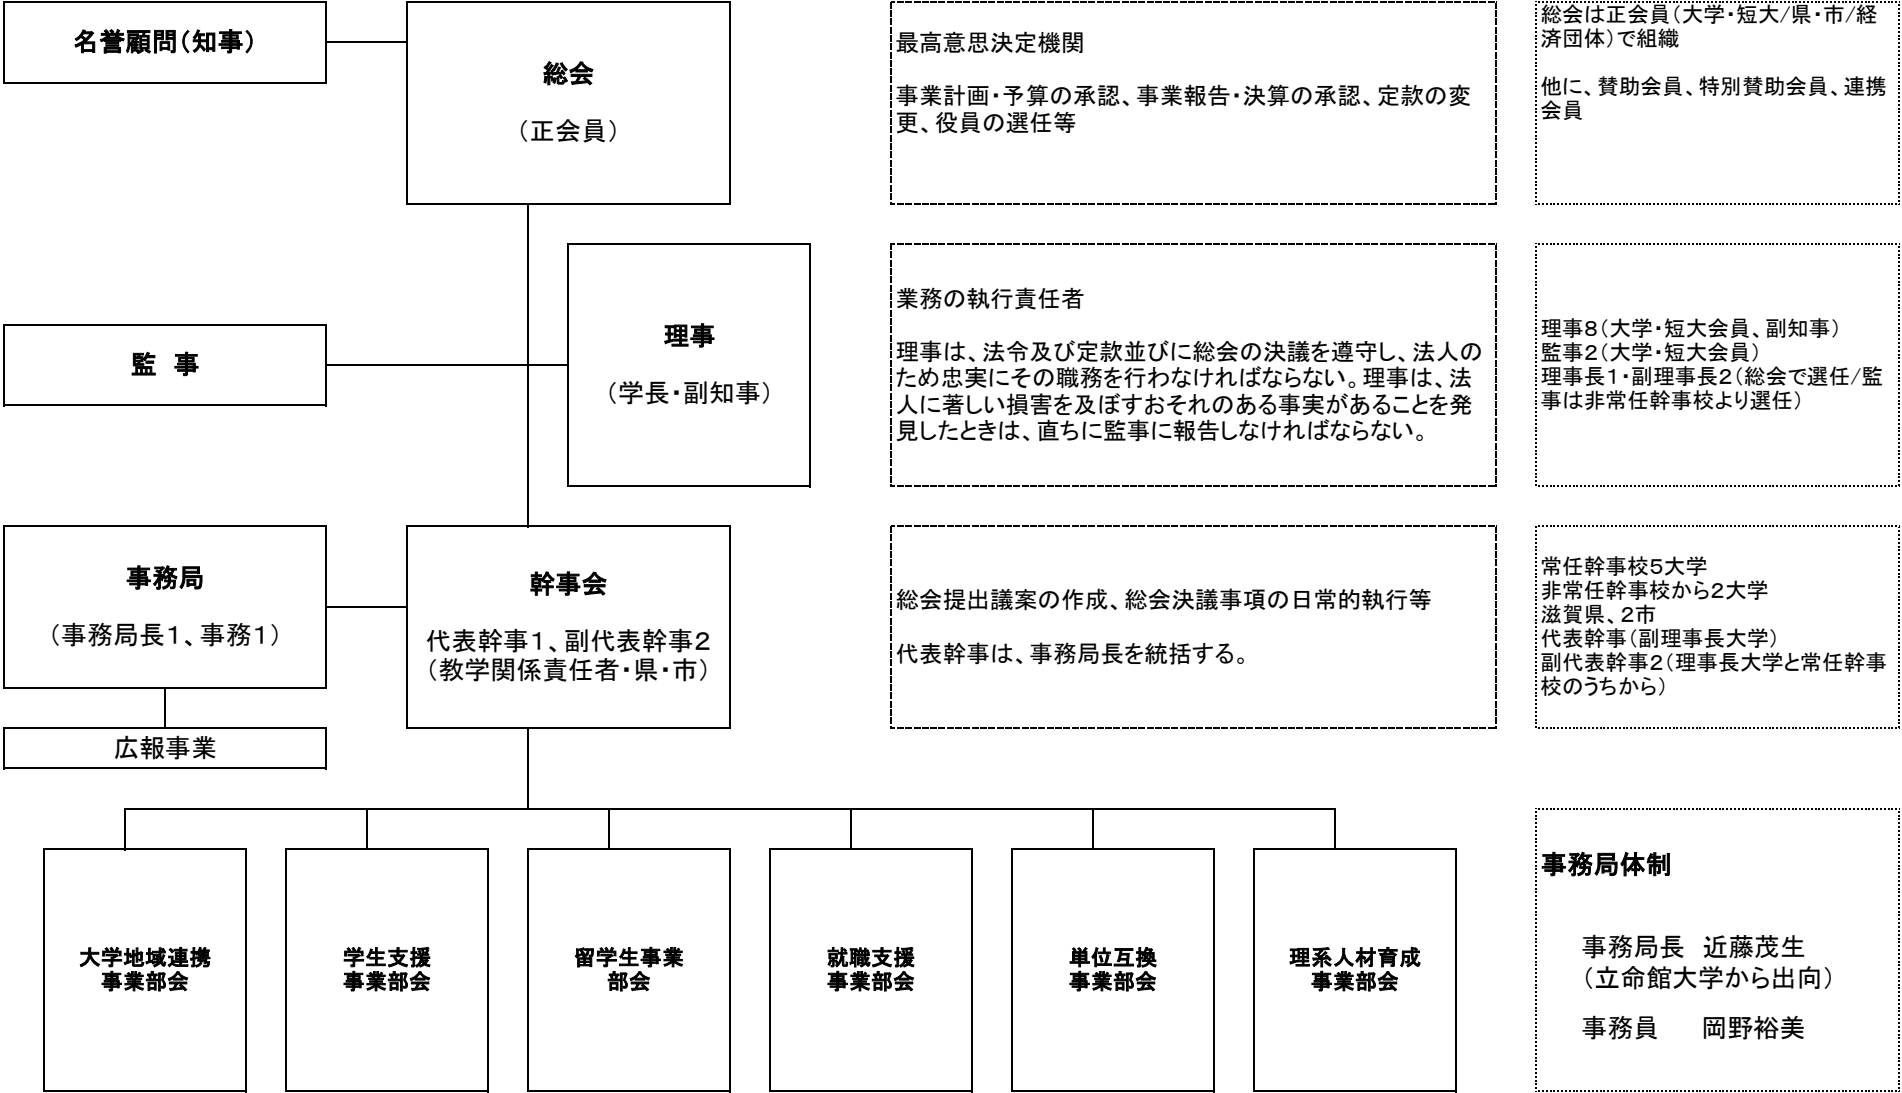 名誉顧問(知事)
総会
(正会員)
最高意思決定機関
事業計画・予算の承認、事業報告・決算の承認、定款の変
更、役員の選任等
総会は正会員(大学・短大/県・市/経
済団体)で組織
他に、賛助会員、特別賛助会員、連携
会員
監　事
理事
(学長・副知事)
業務の執行責任者
理事は、法令及び定款並びに総会の決議を遵守し、法人の
ため忠実にその職務を行わなければならない。理事は、法
人に著しい損害を及ぼすおそれのある事実があることを発
見したときは、直ちに監事に報告しなければならない。
理事8(大学・短大会員、副知事)
監事2(大学・短大会員)
理事長1・副理事長2(総会で選任/監
事は非常任幹事校より選任)
事務局
(事務局長1、事務1)
広報事業
幹事会
代表幹事1、副代表幹事2
(教学関係責任者・県・市)
総会提出議案の作成、総会決議事項の日常的執行等
代表幹事は、事務局長を統括する。
常任幹事校5大学
非常任幹事校から2大学
滋賀県、2市
代表幹事(副理事長大学)
副代表幹事2(理事長大学と常任幹事
校のうちから)
大学地域連携
事業部会
学生支援
事業部会
留学生事業
部会
就職支援
事業部会
単位互換
事業部会
理系人材育成
事業部会
事務局体制
事務局長　近藤茂生
(立命館大学から出向)
事務員　　岡野裕美